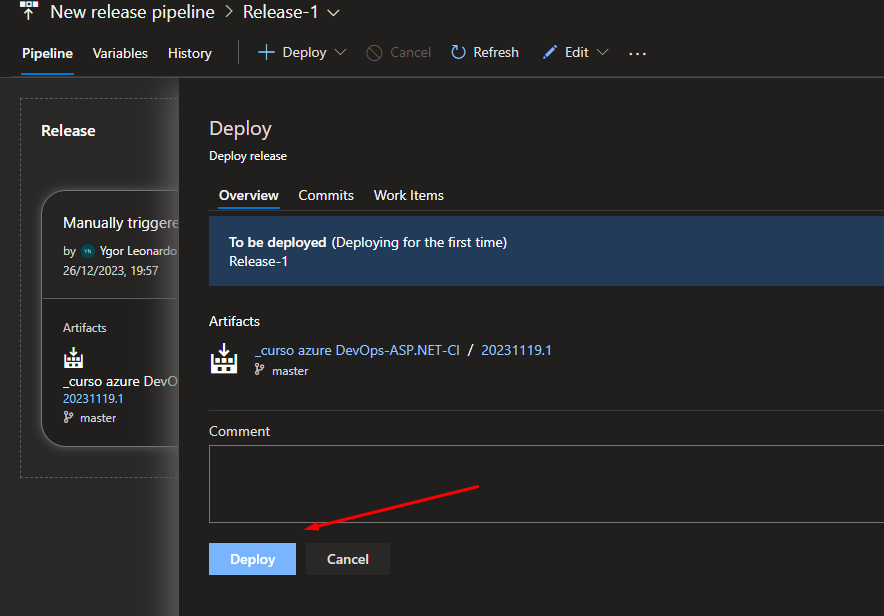 New release pipeline > Release-1
Pipeline Variables History + Deploy Cancel Refresh Edit ...
Release
Manually triggere
by YN Ygor Leonardo
26/12/2023, 19:57
Artifacts
_curso azure DevO
20231119.1
master
Deploy
Deploy release
Overview Commits Work Items
To be deployed (Deploying for the first time)
Release-1
Artifacts
_curso azure DevOps-ASP.NET-CI / 20231119.1
master
Comment
Deploy Cancel